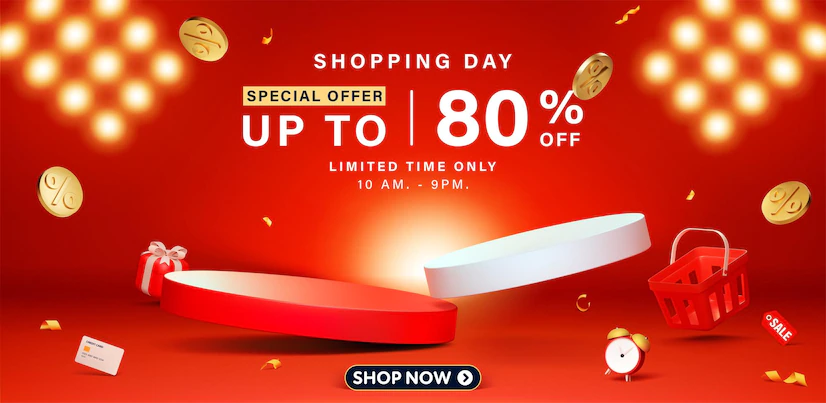 SHOPPING DAY
SPECIAL OFFER
UP TO
80%
OFF
LIMITED TIME ONLY
10 AM. - 9PM.
SALE
SHOP NOW